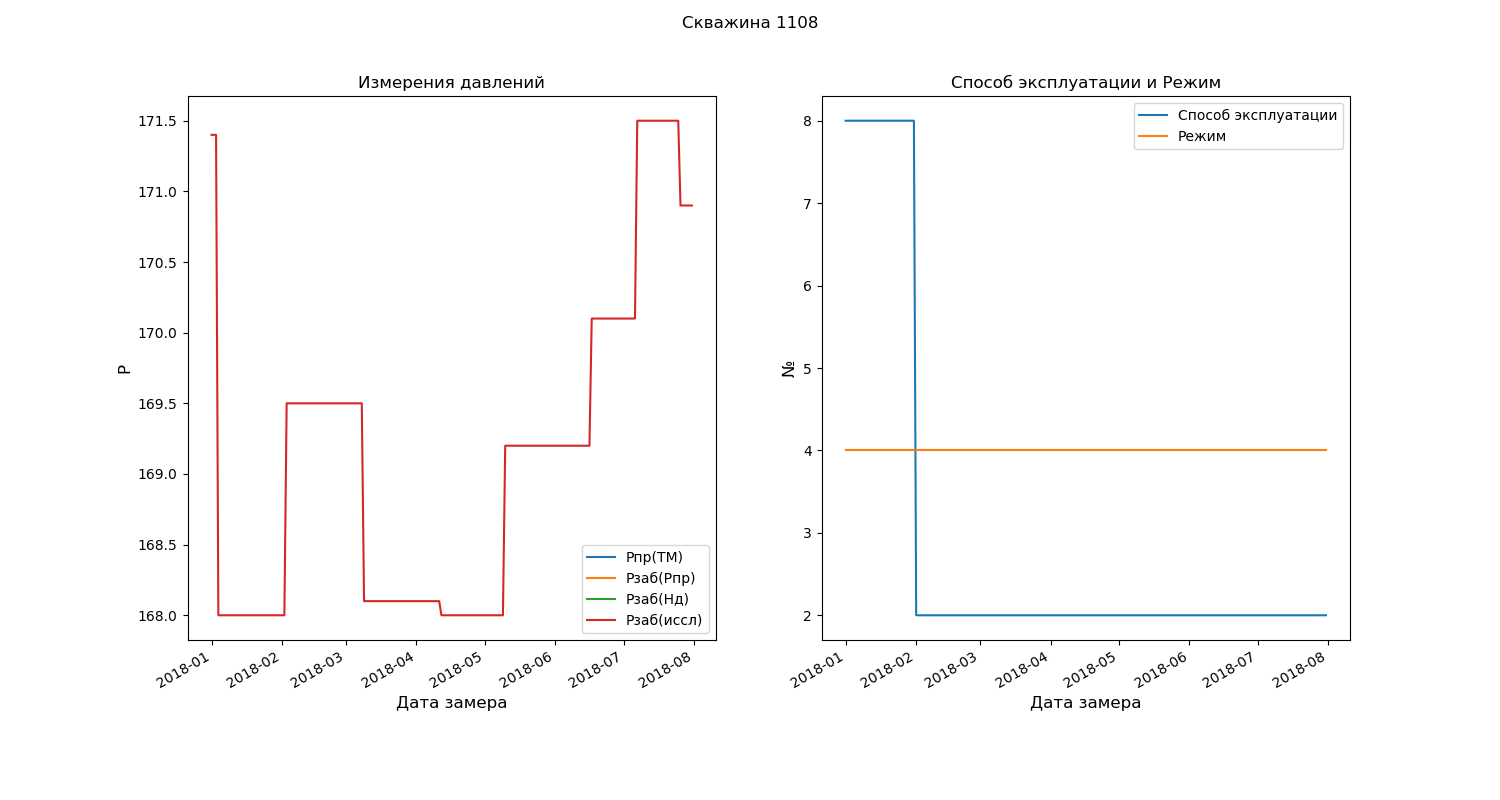 Скважина 1108
Измерения давлений
171.5
171.0
170.5
170.0
169.5
169.0
168.5
168.0
P
Pпр(ТМ)
Pзаб(Pпр)
Pзаб(Нд)
Pзаб(иссл)
2018-01
2018-02
2018-03
2018-04
2018-05
2018-06
2018-07
2018-08
Дата замера
Способ эксплуатации и Режим
8
7
6
5
4
3
2
№
Способ эксплуатации
Режим
2018-01
2018-02
2018-03
2018-04
2018-05
2018-06
2018-07
2018-08
Дата замера